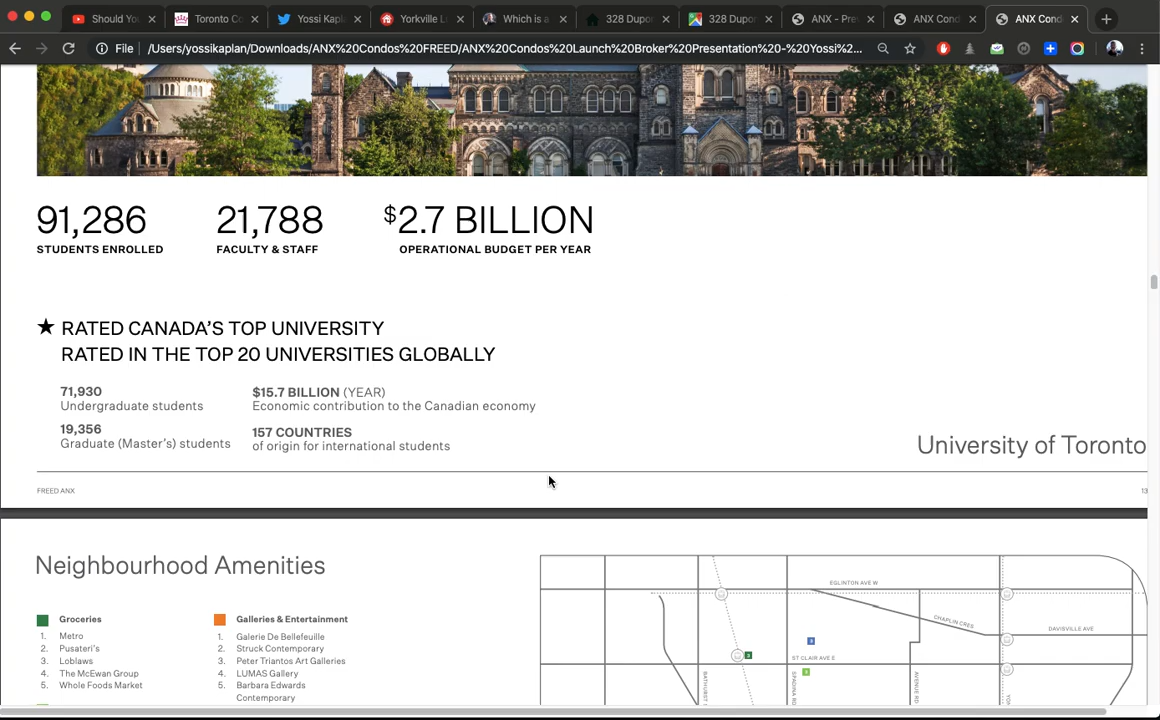 Should Yo
Toronto Co
Yossi Kapl
Yorkville L
Which is a
328 Dupon
328 Dupon
ANX - Pre
ANX Cond
ANX Cond
File | /Users/yossikaplan/Downloads/ANX%20Condos%20FREED/ANX%20Condos%20Launch%20Broker%20Presentation%20-%20Yossi%2...
91,286
STUDENTS ENROLLED
21,788
FACULTY & STAFF
$2.7 BILLION
OPERATIONAL BUDGET PER YEAR
★ RATED CANADA'S TOP UNIVERSITY
RATED IN THE TOP 20 UNIVERSITIES GLOBALLY
71,930
Undergraduate students
19,356
Graduate (Master's) students
$15.7 BILLION (YEAR)
Economic contribution to the Canadian economy
157 COUNTRIES
of origin for international students
University of Toronto
FREED ANX
13
Neighbourhood Amenities
Groceries
1. Metro
2. Pusateri's
3. Loblaws
4. The McEwan Group
5. Whole Foods Market
Galleries & Entertainment
1. Galerie De Bellefeuille
2. Struck Contemporary
3. Peter Triantos Art Galleries
4. LUMAS Gallery
5. Barbara Edwards
Contemporary
EGLINTON AVE W
CHAPLIN CRES
DAVISVILLE AVE
ST CLAIR AVE E
BATHURST
SPADINA RD
AVENUE RD